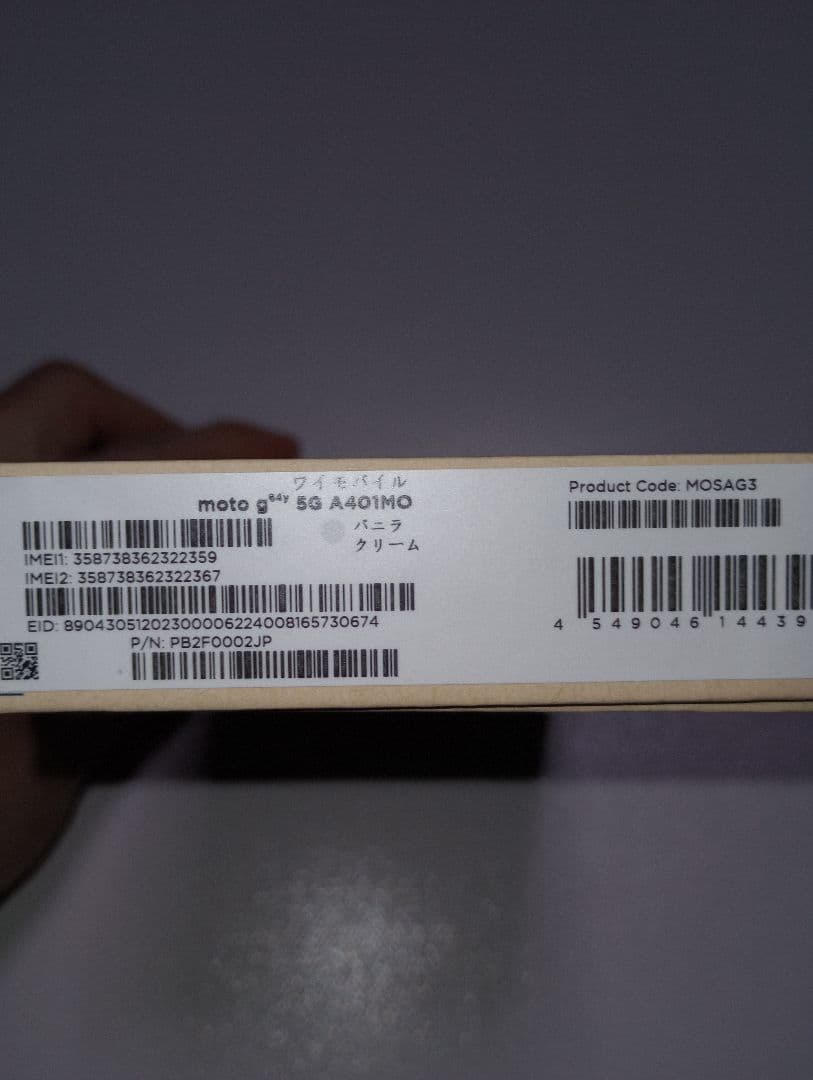 ワイモバイル
moto g64y 5G A401MO
バニラ
クリーム
IMEI1: 358738362322359
IMEI2: 358738362322367
EID: 89043051202300006224008165730674
P/N: PB2F0002JP
Product Code: MOSAG3
4 549046 14439